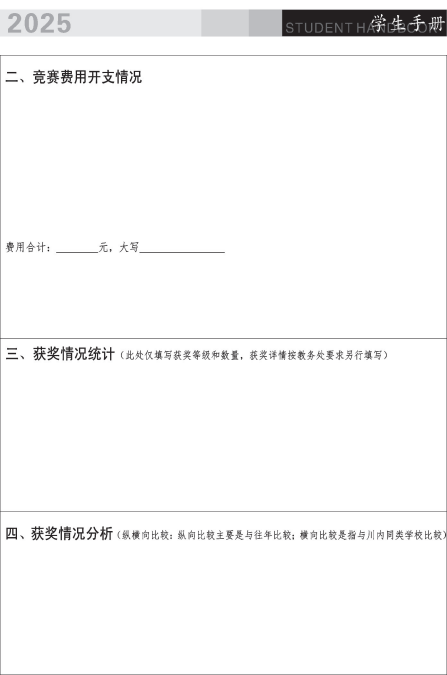 2025
STUDENT HANDBOOK
学生手册
二、竞赛费用开支情况
费用合计：________元，大写________________
三、获奖情况统计（此处仅填写获奖等级和数量，获奖详情按教务处要求另行填写）
四、获奖情况分析（纵横向比较：纵向比较主要是与往年比较；横向比较是指与川内同类学校比较）